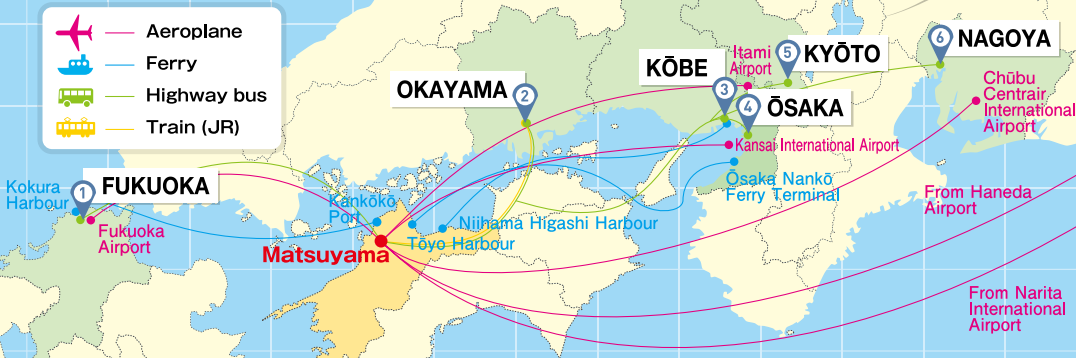 Aeroplane
Ferry
Highway bus
Train (JR)
1
FUKUOKA
Kokura
Harbour
Fukuoka
Airport
Kankōkō
Port
Matsuyama
Tōyo Harbour
Niihama Higashi Harbour
OKAYAMA
2
KŌBE
3
Itami
Airport
4
ŌSAKA
5
KYŌTO
6
NAGOYA
Kansai International Airport
Ōsaka Nankō
Ferry Terminal
Chūbu
Centrair
International
Airport
From Haneda
Airport
From Narita
International
Airport